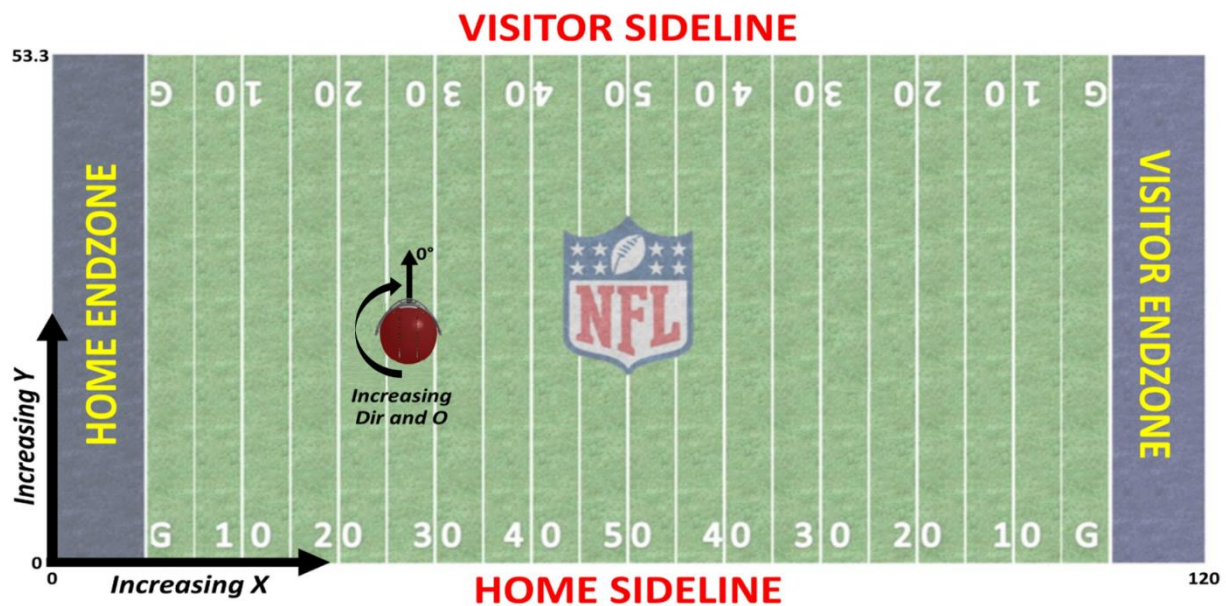 VISITOR SIDELINE
53.3
G 10 20 30 40 50 40 30 20 10 G
HOME ENDZONE
VISITOR ENDZONE
0°
NFL
Increasing
Dir and O
Increasing Y
G 10 20 30 40 50 40 30 20 10 G
0
0
Increasing X
HOME SIDELINE
120